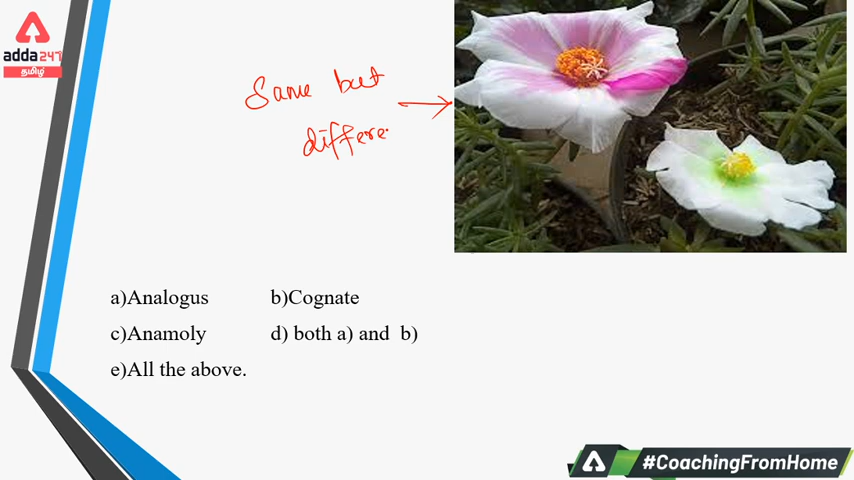 adda247
தமிழ்
Same but
differe
a)Analogus b)Cognate
c)Anamoly d) both a) and b)
e)All the above.
#CoachingFromHome